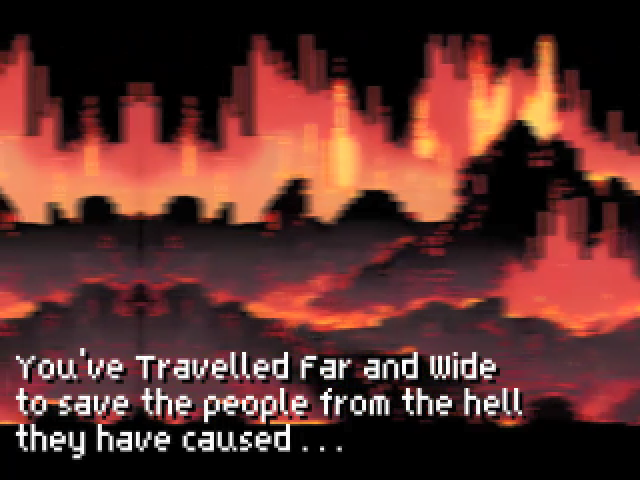 You've Travelled Far and Wide
to save the people from the hell
they have caused . . .